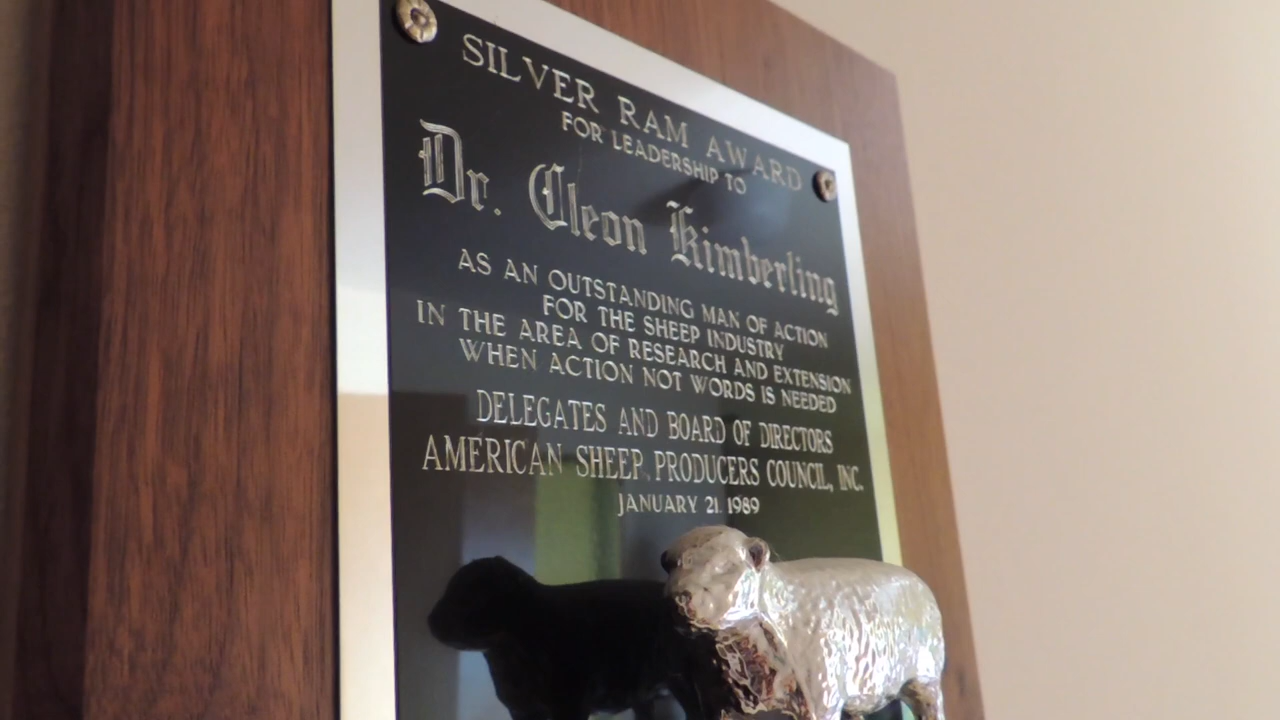 SILVER RAM AWARD
FOR LEADERSHIP TO
Dr. Cleon Kimberling
AS AN OUTSTANDING MAN OF ACTION
FOR THE SHEEP INDUSTRY
IN THE AREA OF RESEARCH AND EXTENSION
WHEN ACTION NOT WORDS IS NEEDED
DELEGATES AND BOARD OF DIRECTORS
AMERICAN SHEEP PRODUCERS COUNCIL, INC.
JANUARY 21, 1989